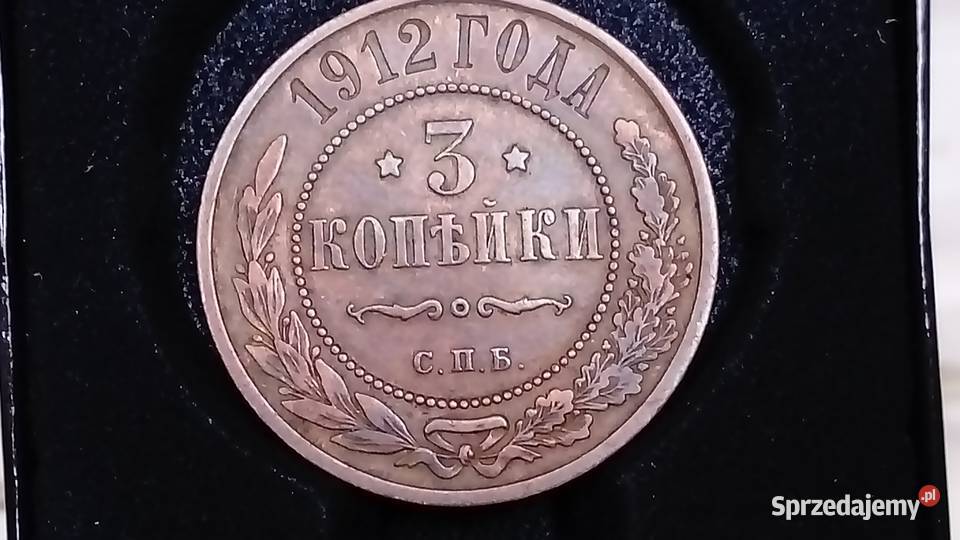 1912 ГОДА
3
КОПѢЙКИ
С.П.Б.
Sprzedajemy.pl